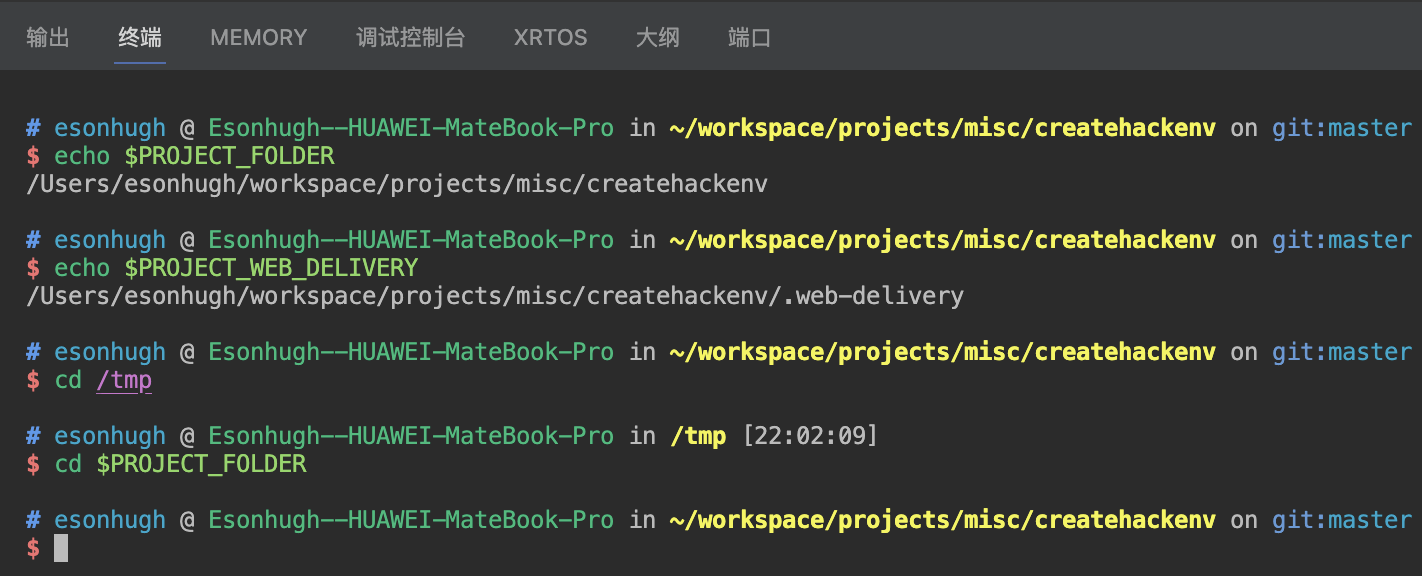 输出 终端 MEMORY 调试控制台 XRTOS 大纲 端口
# esonhugh @ Esonhugh--HUAWEI-MateBook-Pro in ~/workspace/projects/misc/createhackenv on git:master
$ echo $PROJECT_FOLDER
/Users/esonhugh/workspace/projects/misc/createhackenv
# esonhugh @ Esonhugh--HUAWEI-MateBook-Pro in ~/workspace/projects/misc/createhackenv on git:master
$ echo $PROJECT_WEB_DELIVERY
/Users/esonhugh/workspace/projects/misc/createhackenv/.web-delivery
# esonhugh @ Esonhugh--HUAWEI-MateBook-Pro in ~/workspace/projects/misc/createhackenv on git:master
$ cd /tmp
# esonhugh @ Esonhugh--HUAWEI-MateBook-Pro in /tmp [22:02:09]
$ cd $PROJECT_FOLDER
# esonhugh @ Esonhugh--HUAWEI-MateBook-Pro in ~/workspace/projects/misc/createhackenv on git:master
$